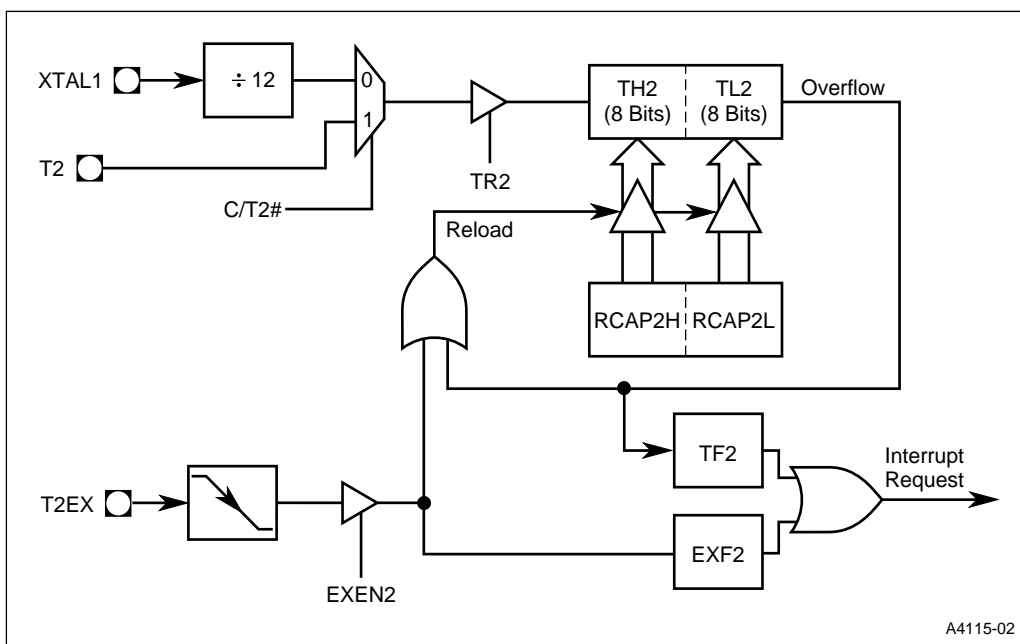 XTAL1
÷ 12
0
1
T2
C/T2#
TR2
TH2
(8 Bits)
TL2
(8 Bits)
Overflow
Reload
RCAP2H
RCAP2L
TF2
Interrupt
Request
T2EX
EXEN2
EXF2
A4115-02